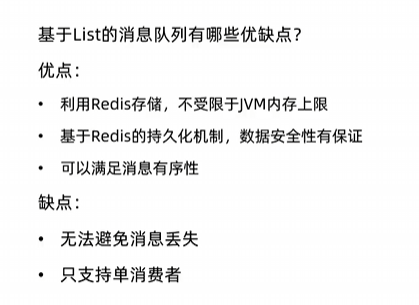 基于List的消息队列有哪些优缺点？
优点：
• 利用Redis存储，不受限于JVM内存上限
• 基于Redis的持久化机制，数据安全性有保证
• 可以满足消息有序性
缺点：
• 无法避免消息丢失
• 只支持单消费者